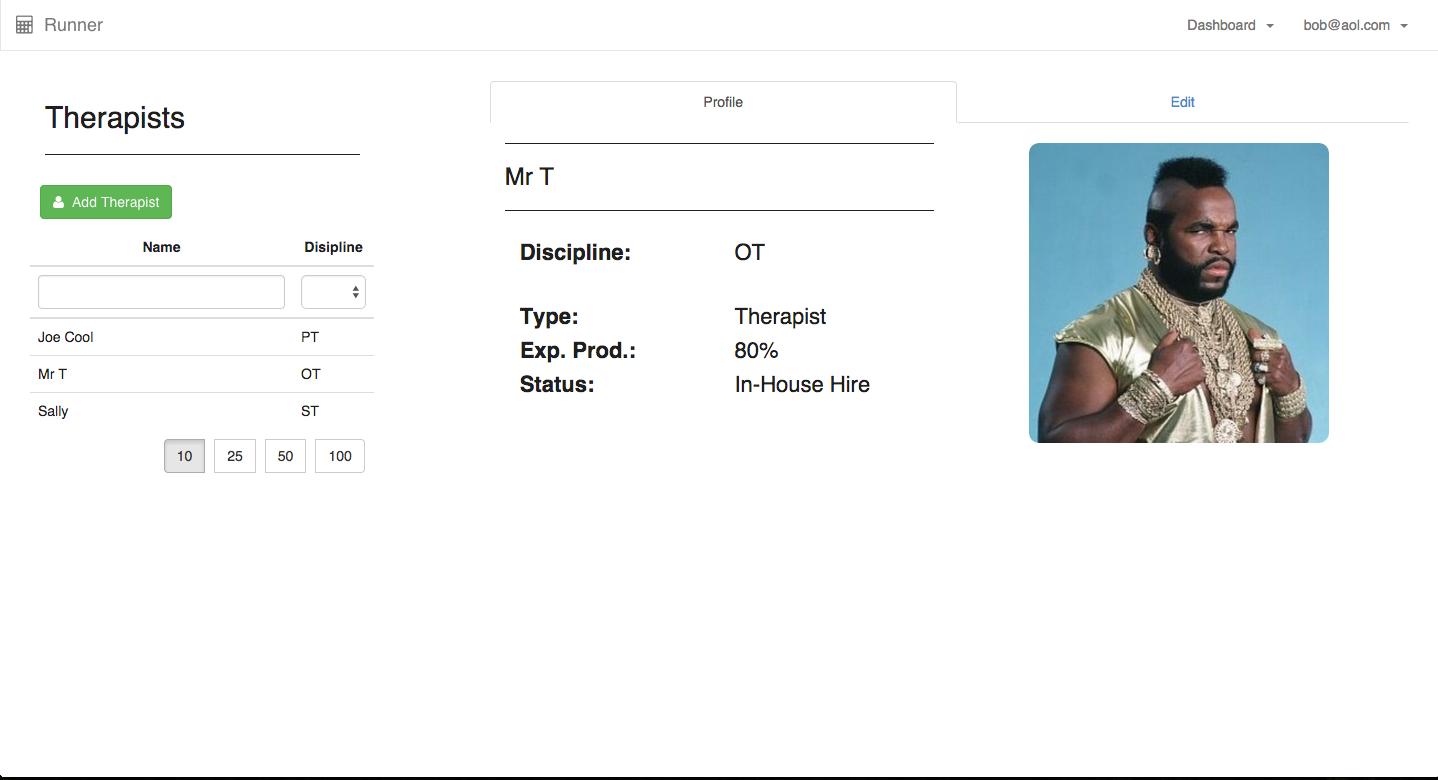 Runner
Dashboard
bob@aol.com
Therapists
Add Therapist
Name Disipline
Joe Cool PT
Mr T OT
Sally ST
10 25 50 100
Profile Edit
Mr T
Discipline: OT
Type: Therapist
Exp. Prod.: 80%
Status: In-House Hire